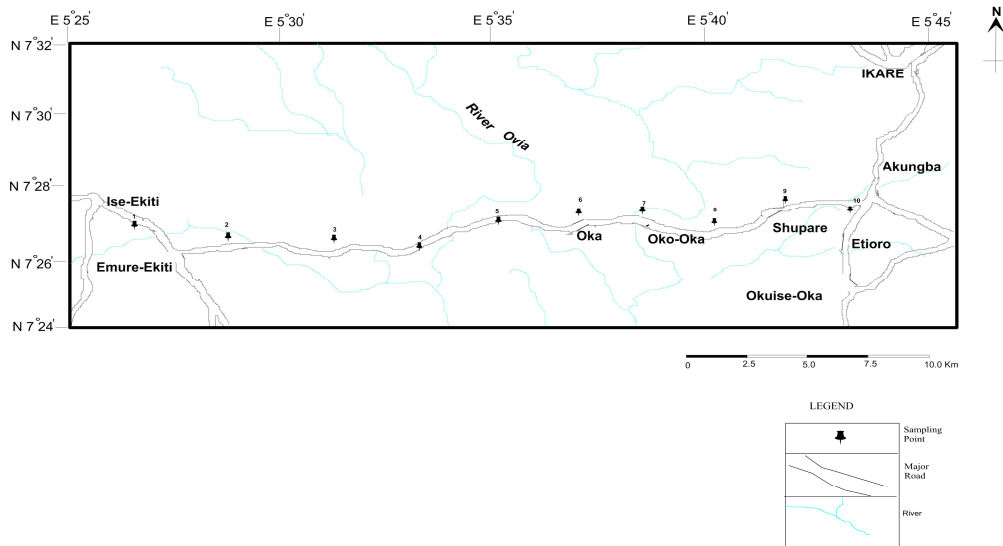 E 5°25'
E 5°30'
E 5°35'
E 5°40'
E 5°45'
N
N 7°32'
N 7°30'
N 7°28'
N 7°26'
N 7°24'
IKARE
River Ovia
Akungba
Ise-Ekiti
1
2
3
4
5
6
7
9
10
Oka
Oko-Oka
Shupare
Etioro
Emure-Ekiti
Okuise-Oka
0
2.5
5.0
7.5
10.0 Km
LEGEND
Sampling
Point
Major
Road
River